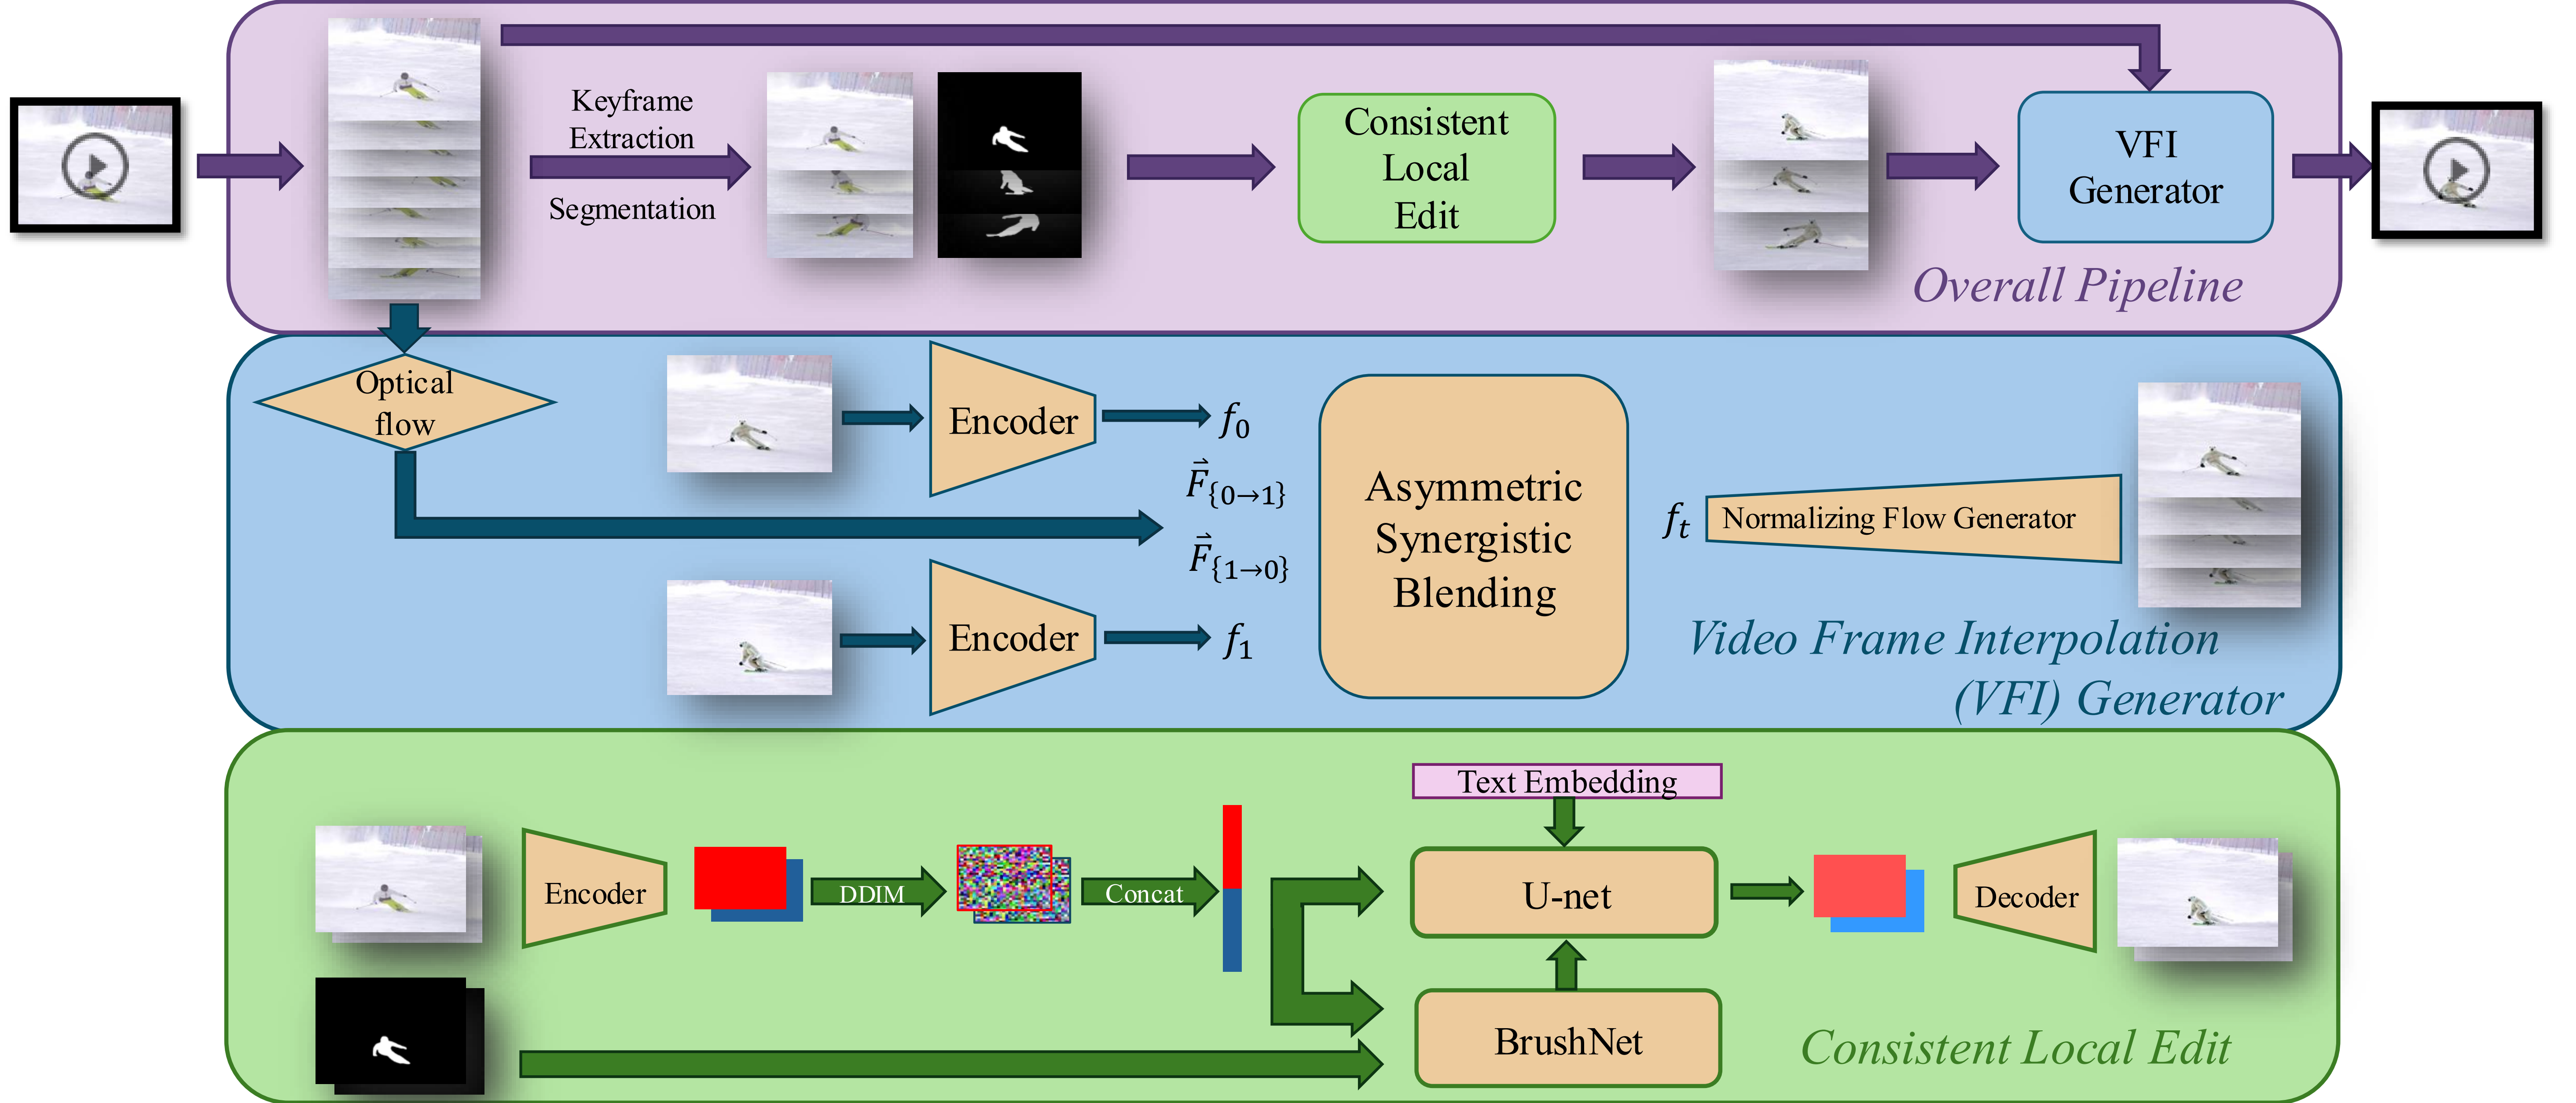 Keyframe
Extraction
Segmentation
Consistent
Local
Edit
VFI
Generator
Overall Pipeline
Optical
flow
Encoder
f₀
F⃗_{0→1}
F⃗_{1→0}
Encoder
f₁
Asymmetric
Synergistic
Blending
fₜ
Normalizing Flow Generator
Video Frame Interpolation
(VFI) Generator
Text Embedding
Encoder
DDIM
Concat
U-net
Decoder
BrushNet
Consistent Local Edit